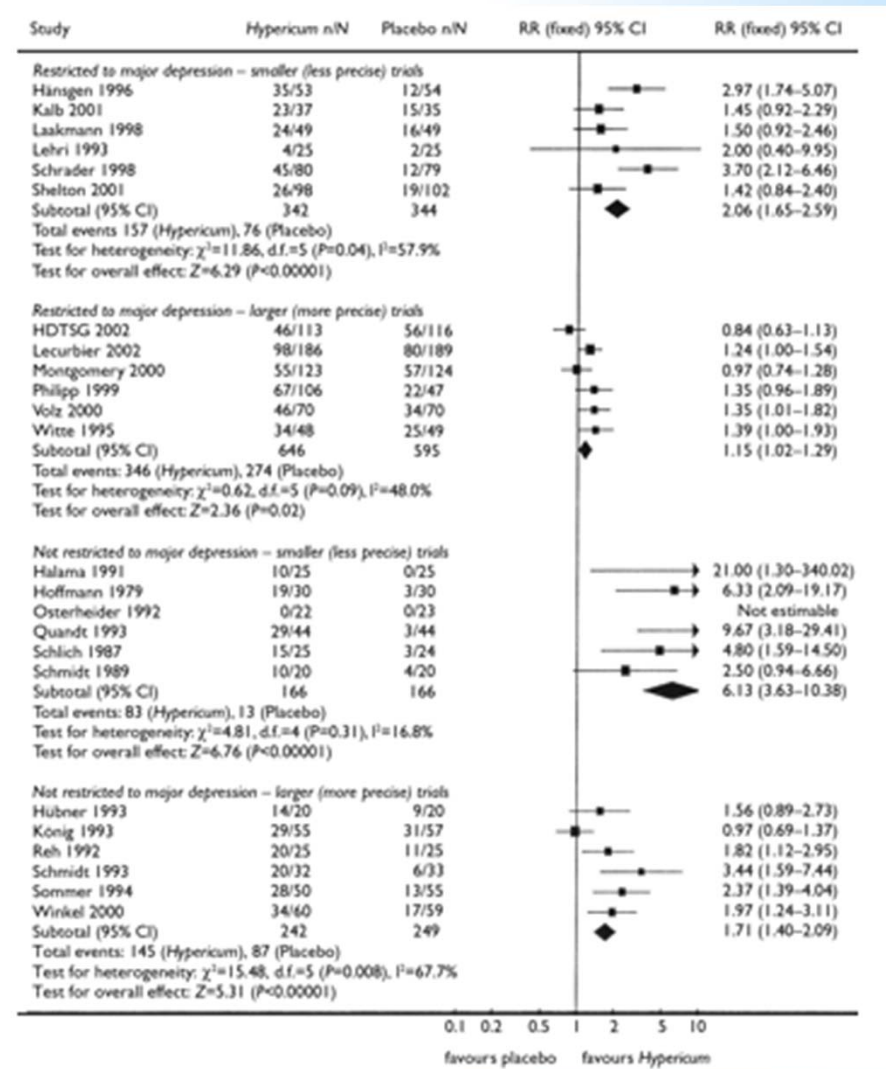 Study Hypericum n/N Placebo n/N RR (fixed) 95% CI RR (fixed) 95% CI
Restricted to major depression – smaller (less precise) trials
Hänsgen 1996 35/53 12/54 2.97 (1.74–5.07)
Kalb 2001 23/37 15/35 1.45 (0.92–2.29)
Laakmann 1998 24/49 16/49 1.50 (0.92–2.46)
Lehri 1993 4/25 2/25 2.00 (0.40–9.95)
Schrader 1998 45/80 12/79 3.70 (2.12–6.46)
Shelton 2001 26/98 19/102 1.42 (0.84–2.40)
Subtotal (95% CI) 342 344 2.06 (1.65–2.59)
Total events 157 (Hypericum), 76 (Placebo)
Test for heterogeneity: χ²=11.86, d.f.=5 (P=0.04), I²=57.9%
Test for overall effect: Z=6.29 (P<0.00001)
Restricted to major depression – larger (more precise) trials
HDTSG 2002 46/113 56/116 0.84 (0.63–1.13)
Lecurbier 2002 98/186 80/189 1.24 (1.00–1.54)
Montgomery 2000 55/123 57/124 0.97 (0.74–1.28)
Philipp 1999 67/106 22/47 1.35 (0.96–1.89)
Volz 2000 46/70 34/70 1.35 (1.01–1.82)
Witte 1995 34/48 25/49 1.39 (1.00–1.93)
Subtotal (95% CI) 646 595 1.15 (1.02–1.29)
Total events: 346 (Hypericum), 274 (Placebo)
Test for heterogeneity: χ²=0.62, d.f.=5 (P=0.09), I²=48.0%
Test for overall effect: Z=2.36 (P=0.02)
Not restricted to major depression – smaller (less precise) trials
Halama 1991 10/25 0/25 21.00 (1.30–340.02)
Hoffmann 1979 19/30 3/30 6.33 (2.09–19.17)
Osterheider 1992 0/22 0/23 Not estimable
Quandt 1993 29/44 3/44 9.67 (3.18–29.41)
Schlich 1987 15/25 3/24 4.80 (1.59–14.50)
Schmidt 1989 10/20 4/20 2.50 (0.94–6.66)
Subtotal (95% CI) 166 166 6.13 (3.63–10.38)
Total events: 83 (Hypericum), 13 (Placebo)
Test for heterogeneity: χ²=4.81, d.f.=4 (P=0.31), I²=16.8%
Test for overall effect: Z=6.76 (P<0.00001)
Not restricted to major depression – larger (more precise) trials
Hübner 1993 14/20 9/20 1.56 (0.89–2.73)
König 1993 29/55 31/57 0.97 (0.69–1.37)
Reh 1992 20/25 11/25 1.82 (1.12–2.95)
Schmidt 1993 20/32 6/33 3.44 (1.59–7.44)
Sommer 1994 28/50 13/55 2.37 (1.39–4.04)
Winkel 2000 34/60 17/59 1.97 (1.24–3.11)
Subtotal (95% CI) 242 249 1.71 (1.40–2.09)
Total events: 145 (Hypericum), 87 (Placebo)
Test for heterogeneity: χ²=15.48, d.f.=5 (P=0.008), I²=67.7%
Test for overall effect: Z=5.31 (P<0.00001)
0.1 0.2 0.5 1 2 5 10
favours placebo favours Hypericum